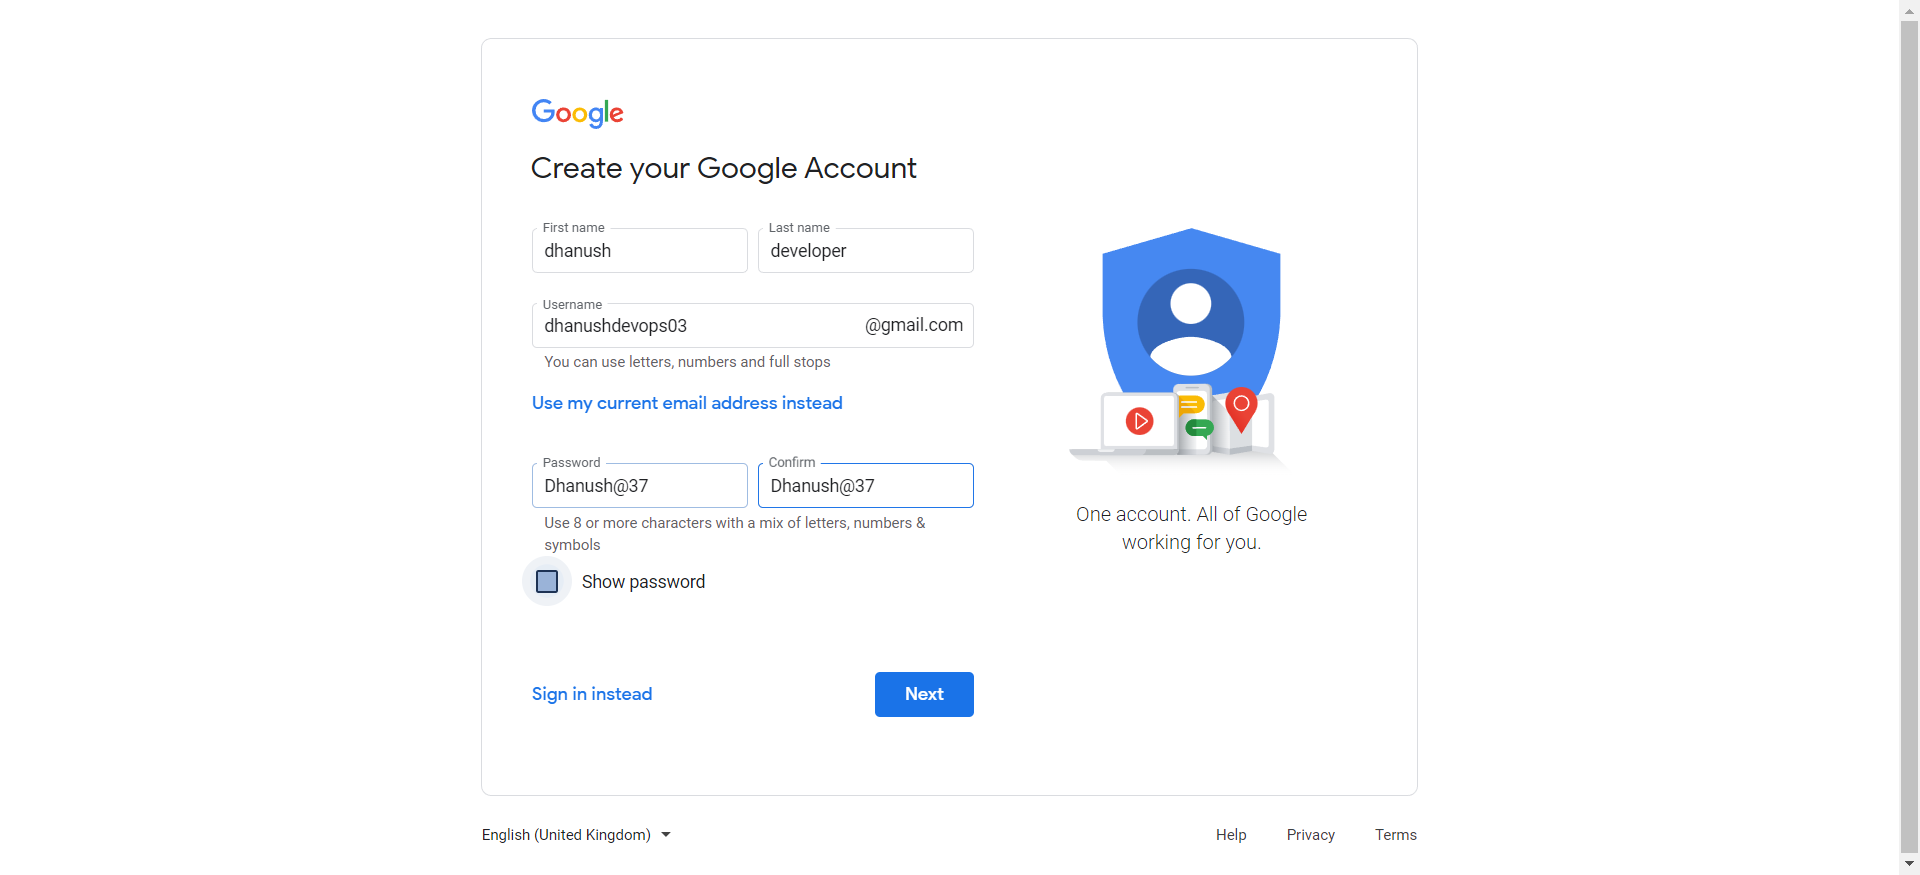 Google
Create your Google Account
First name
dhanush
Last name
developer
Username
dhanushdevops03
@gmail.com
You can use letters, numbers and full stops
Use my current email address instead
Password
Dhanush@37
Confirm
Dhanush@37
Use 8 or more characters with a mix of letters, numbers &
symbols
Show password
Sign in instead
Next
One account. All of Google
working for you.
English (United Kingdom)
Help
Privacy
Terms